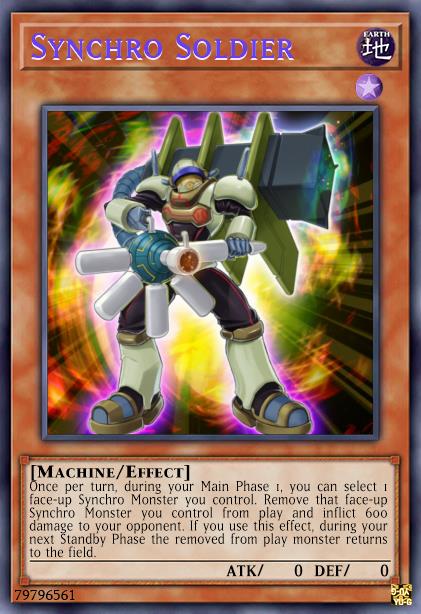 Synchro Soldier
EARTH
地
[Machine/Effect]
Once per turn, during your Main Phase 1, you can select 1
face-up Synchro Monster you control. Remove that face-up
Synchro Monster you control from play and inflict 600
damage to your opponent. If you use this effect, during your
next Standby Phase the removed from play monster returns
to the field.
ATK/ 0 DEF/ 0
79796561